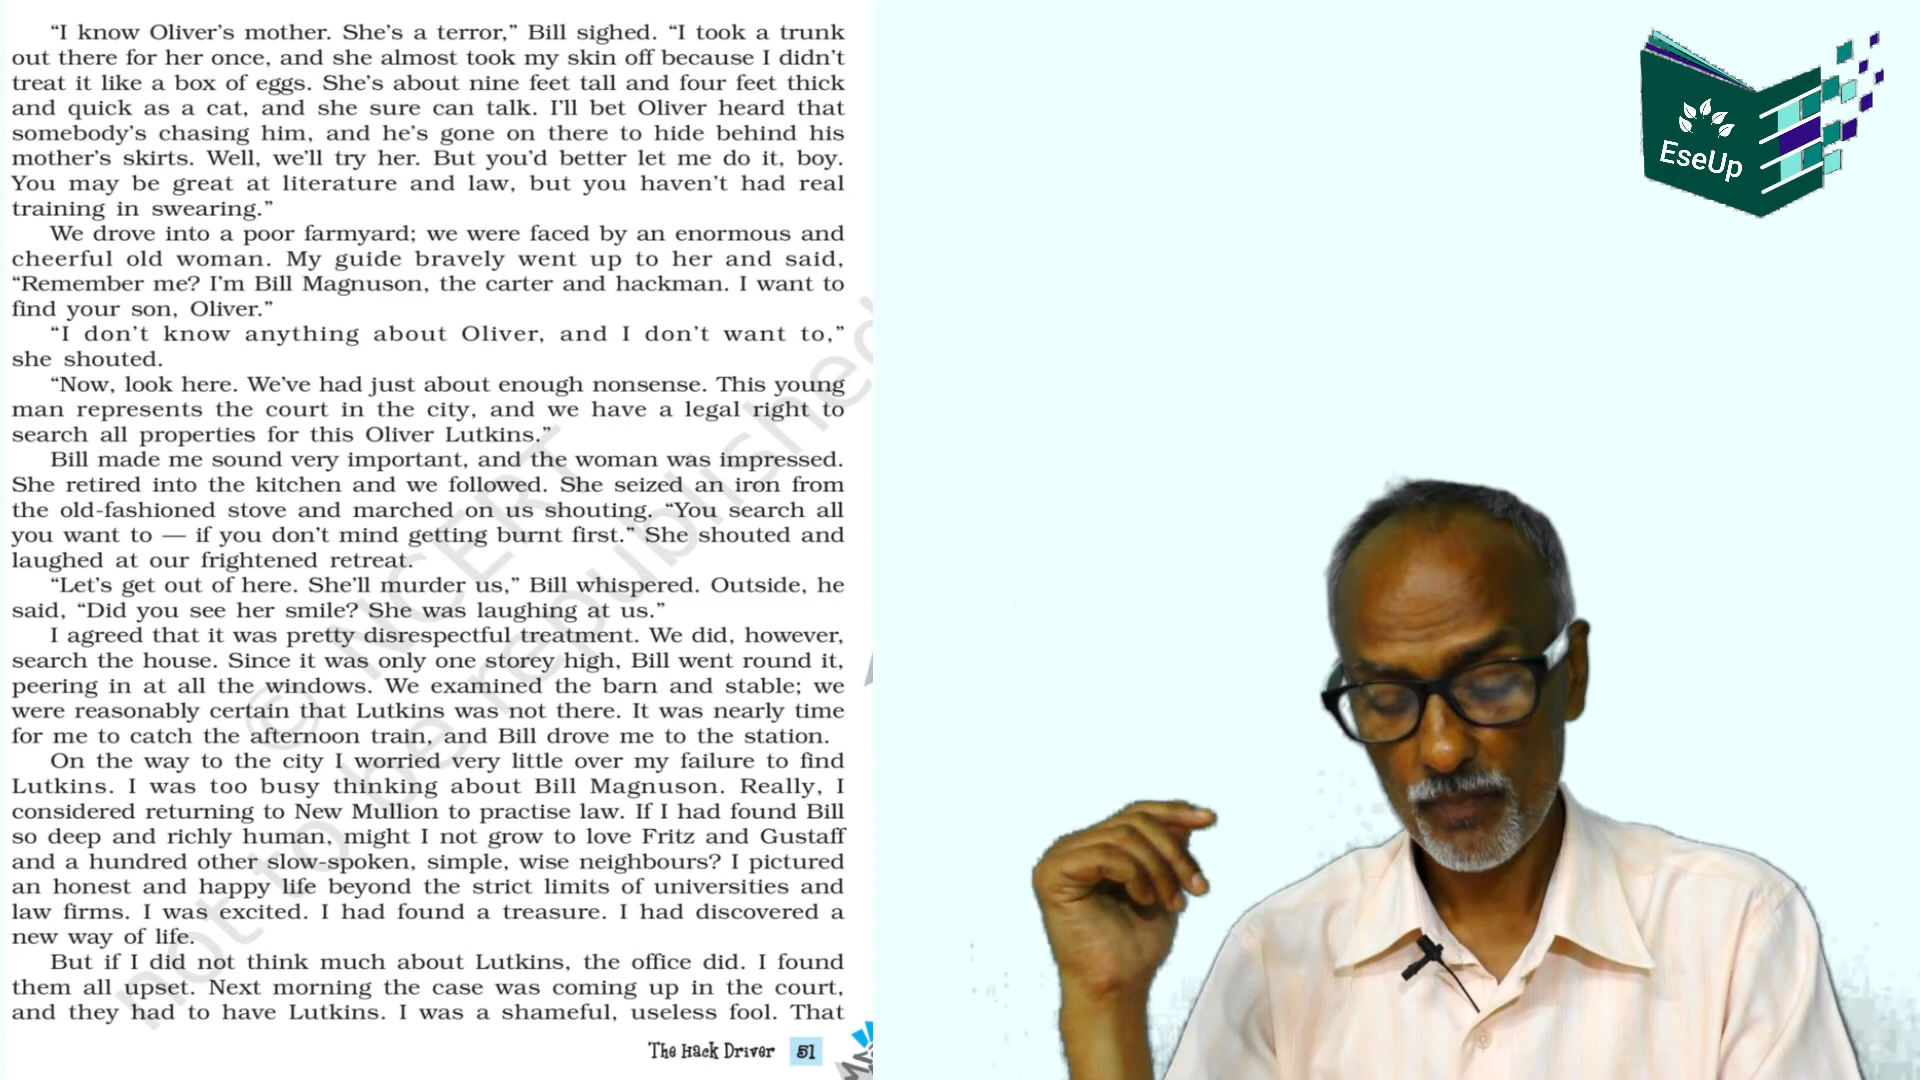 “I know Oliver’s mother. She’s a terror,” Bill sighed. “I took a trunk
out there for her once, and she almost took my skin off because I didn’t
treat it like a box of eggs. She’s about nine feet tall and four feet thick
and quick as a cat, and she sure can talk. I’ll bet Oliver heard that
somebody’s chasing him, and he’s gone on there to hide behind his
mother’s skirts. Well, we’ll try her. But you’d better let me do it, boy.
You may be great at literature and law, but you haven’t had real
training in swearing.”
We drove into a poor farmyard; we were faced by an enormous and
cheerful old woman. My guide bravely went up to her and said,
“Remember me? I’m Bill Magnuson, the carter and hackman. I want to
find your son, Oliver.”
“I don’t know anything about Oliver, and I don’t want to,”
she shouted.
“Now, look here. We’ve had just about enough nonsense. This young
man represents the court in the city, and we have a legal right to
search all properties for this Oliver Lutkins.”
Bill made me sound very important, and the woman was impressed.
She retired into the kitchen and we followed. She seized an iron from
the old-fashioned stove and marched on us shouting. “You search all
you want to — if you don’t mind getting burnt first.” She shouted and
laughed at our frightened retreat.
“Let’s get out of here. She’ll murder us,” Bill whispered. Outside, he
said, “Did you see her smile? She was laughing at us.”
I agreed that it was pretty disrespectful treatment. We did, however,
search the house. Since it was only one storey high, Bill went round it,
peering in at all the windows. We examined the barn and stable; we
were reasonably certain that Lutkins was not there. It was nearly time
for me to catch the afternoon train, and Bill drove me to the station.
On the way to the city I worried very little over my failure to find
Lutkins. I was too busy thinking about Bill Magnuson. Really, I
considered returning to New Mullion to practise law. If I had found Bill
so deep and richly human, might I not grow to love Fritz and Gustaff
and a hundred other slow-spoken, simple, wise neighbours? I pictured
an honest and happy life beyond the strict limits of universities and
law firms. I was excited. I had found a treasure. I had discovered a
new way of life.
But if I did not think much about Lutkins, the office did. I found
them all upset. Next morning the case was coming up in the court,
and they had to have Lutkins. I was a shameful, useless fool. That
The Hack Driver 51
© NCERT
not to be republished
EseUp